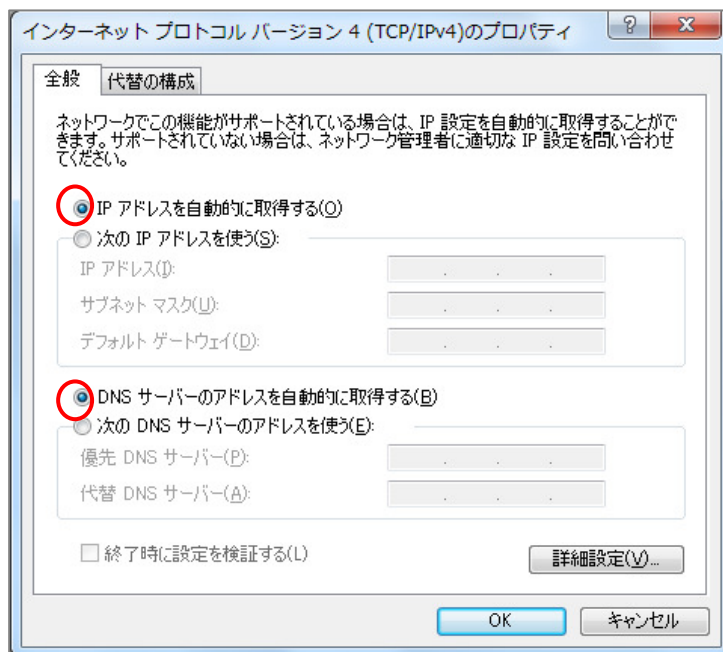 インターネット プロトコル バージョン 4 (TCP/IPv4)のプロパティ
全般
代替の構成
ネットワークでこの機能がサポートされている場合は、IP 設定を自動的に取得することがで
きます。サポートされていない場合は、ネットワーク管理者に適切な IP 設定を問い合わせ
てください。
IP アドレスを自動的に取得する(O)
次の IP アドレスを使う(S):
IP アドレス(I):
サブネット マスク(U):
デフォルト ゲートウェイ(D):
DNS サーバーのアドレスを自動的に取得する(B)
次の DNS サーバーのアドレスを使う(E):
優先 DNS サーバー(P):
代替 DNS サーバー(A):
終了時に設定を検証する(L)
詳細設定(V)...
OK
キャンセル